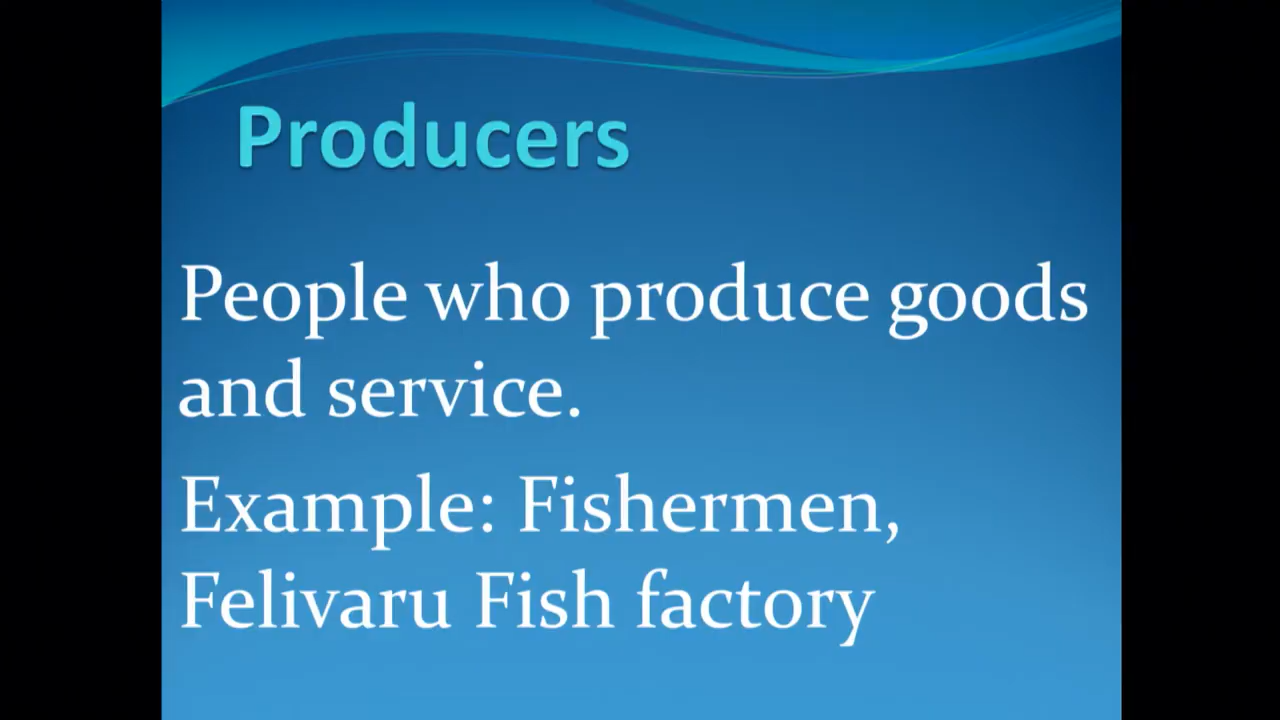 Producers
People who produce goods
and service.
Example: Fishermen,
Felivaru Fish factory